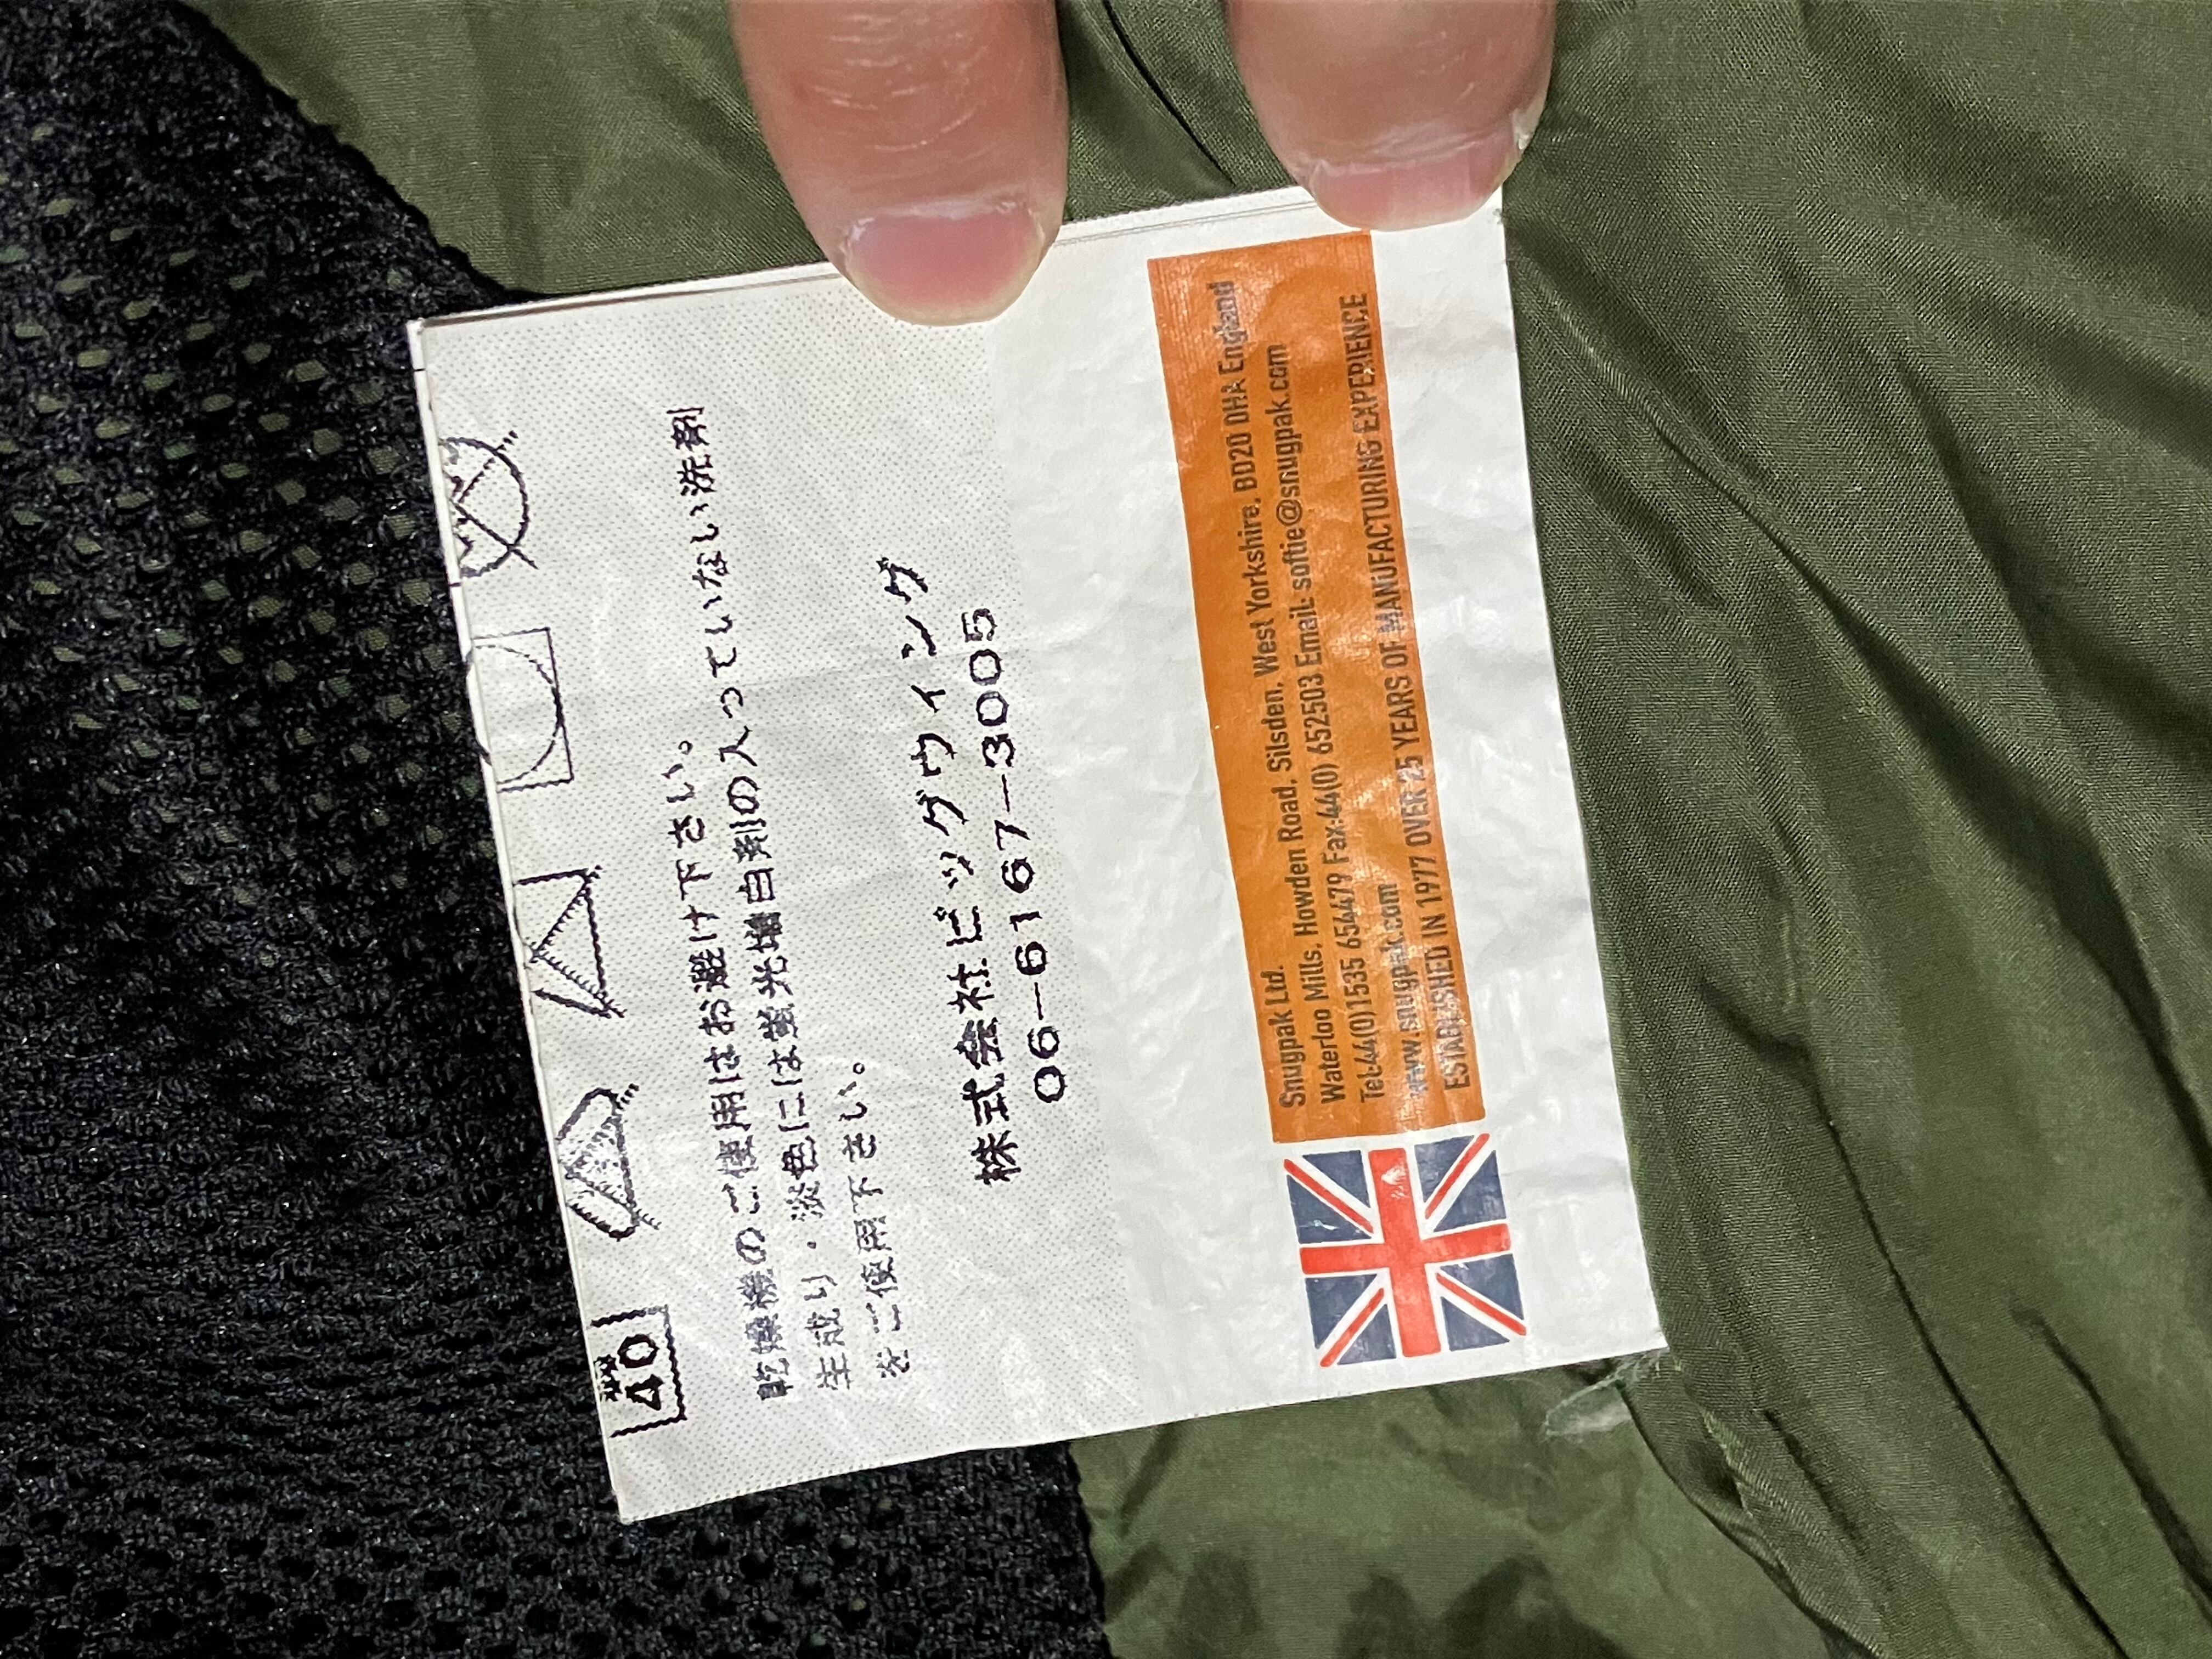 40
乾燥機のご使用はお避け下さい。
生成り・淡色には蛍光増白剤の入っていない洗剤
をご使用下さい。
株式会社ビッグウィング
06-6167-3005
Snugpak Ltd.
Waterloo Mills, Howden Road, Silsden, West Yorkshire, BD20 0HA England
Tel:44(0)1535 654479 Fax:44(0) 652503 Email: softie@snugpak.com
www.snugpak.com
ESTABLISHED IN 1977 OVER 25 YEARS OF MANUFACTURING EXPERIENCE